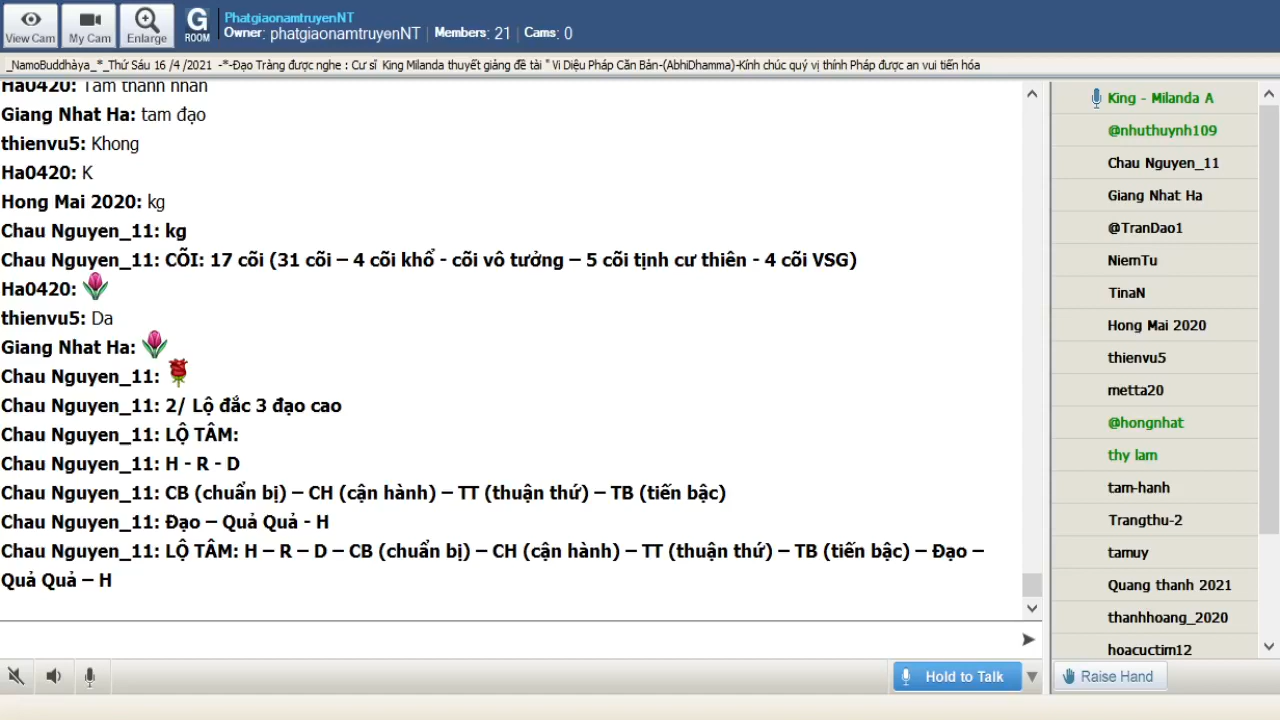 View Cam
My Cam
Enlarge
G
ROOM
PhatgiaonamtruyenNT
Owner: phatgiaonamtruyenNT | Members: 21 | Cams: 0
_NamoBuddhàya_*_Thứ Sáu 16 /4 /2021 -*-Đạo Tràng được nghe : Cư sĩ King Milanda thuyết giảng đề tài " Vi Diệu Pháp Căn Bản-(AbhiDhamma)-Kính chúc quý vị thính Pháp được an vui tiến hóa
Ha0420: Tam thanh nhan
Giang Nhat Ha: tam đạo
thienvu5: Khong
Ha0420: K
Hong Mai 2020: kg
Chau Nguyen_11: kg
Chau Nguyen_11: CÕI: 17 cõi (31 cõi – 4 cõi khổ - cõi vô tưởng – 5 cõi tịnh cư thiên - 4 cõi VSG)
Ha0420:
thienvu5: Da
Giang Nhat Ha:
Chau Nguyen_11:
Chau Nguyen_11: 2/ Lộ đắc 3 đạo cao
Chau Nguyen_11: LỘ TÂM:
Chau Nguyen_11: H - R - D
Chau Nguyen_11: CB (chuẩn bị) – CH (cận hành) – TT (thuận thứ) – TB (tiến bậc)
Chau Nguyen_11: Đạo – Quả Quả - H
Chau Nguyen_11: LỘ TÂM: H – R – D – CB (chuẩn bị) – CH (cận hành) – TT (thuận thứ) – TB (tiến bậc) – Đạo –
Quả Quả – H
King - Milanda A
@nhuthuynh109
Chau Nguyen_11
Giang Nhat Ha
@TranDao1
NiemTu
TinaN
Hong Mai 2020
thienvu5
metta20
@hongnhat
thy lam
tam-hanh
Trangthu-2
tamuy
Quang thanh 2021
thanhhoang_2020
hoacuctim12
Hold to Talk
Raise Hand